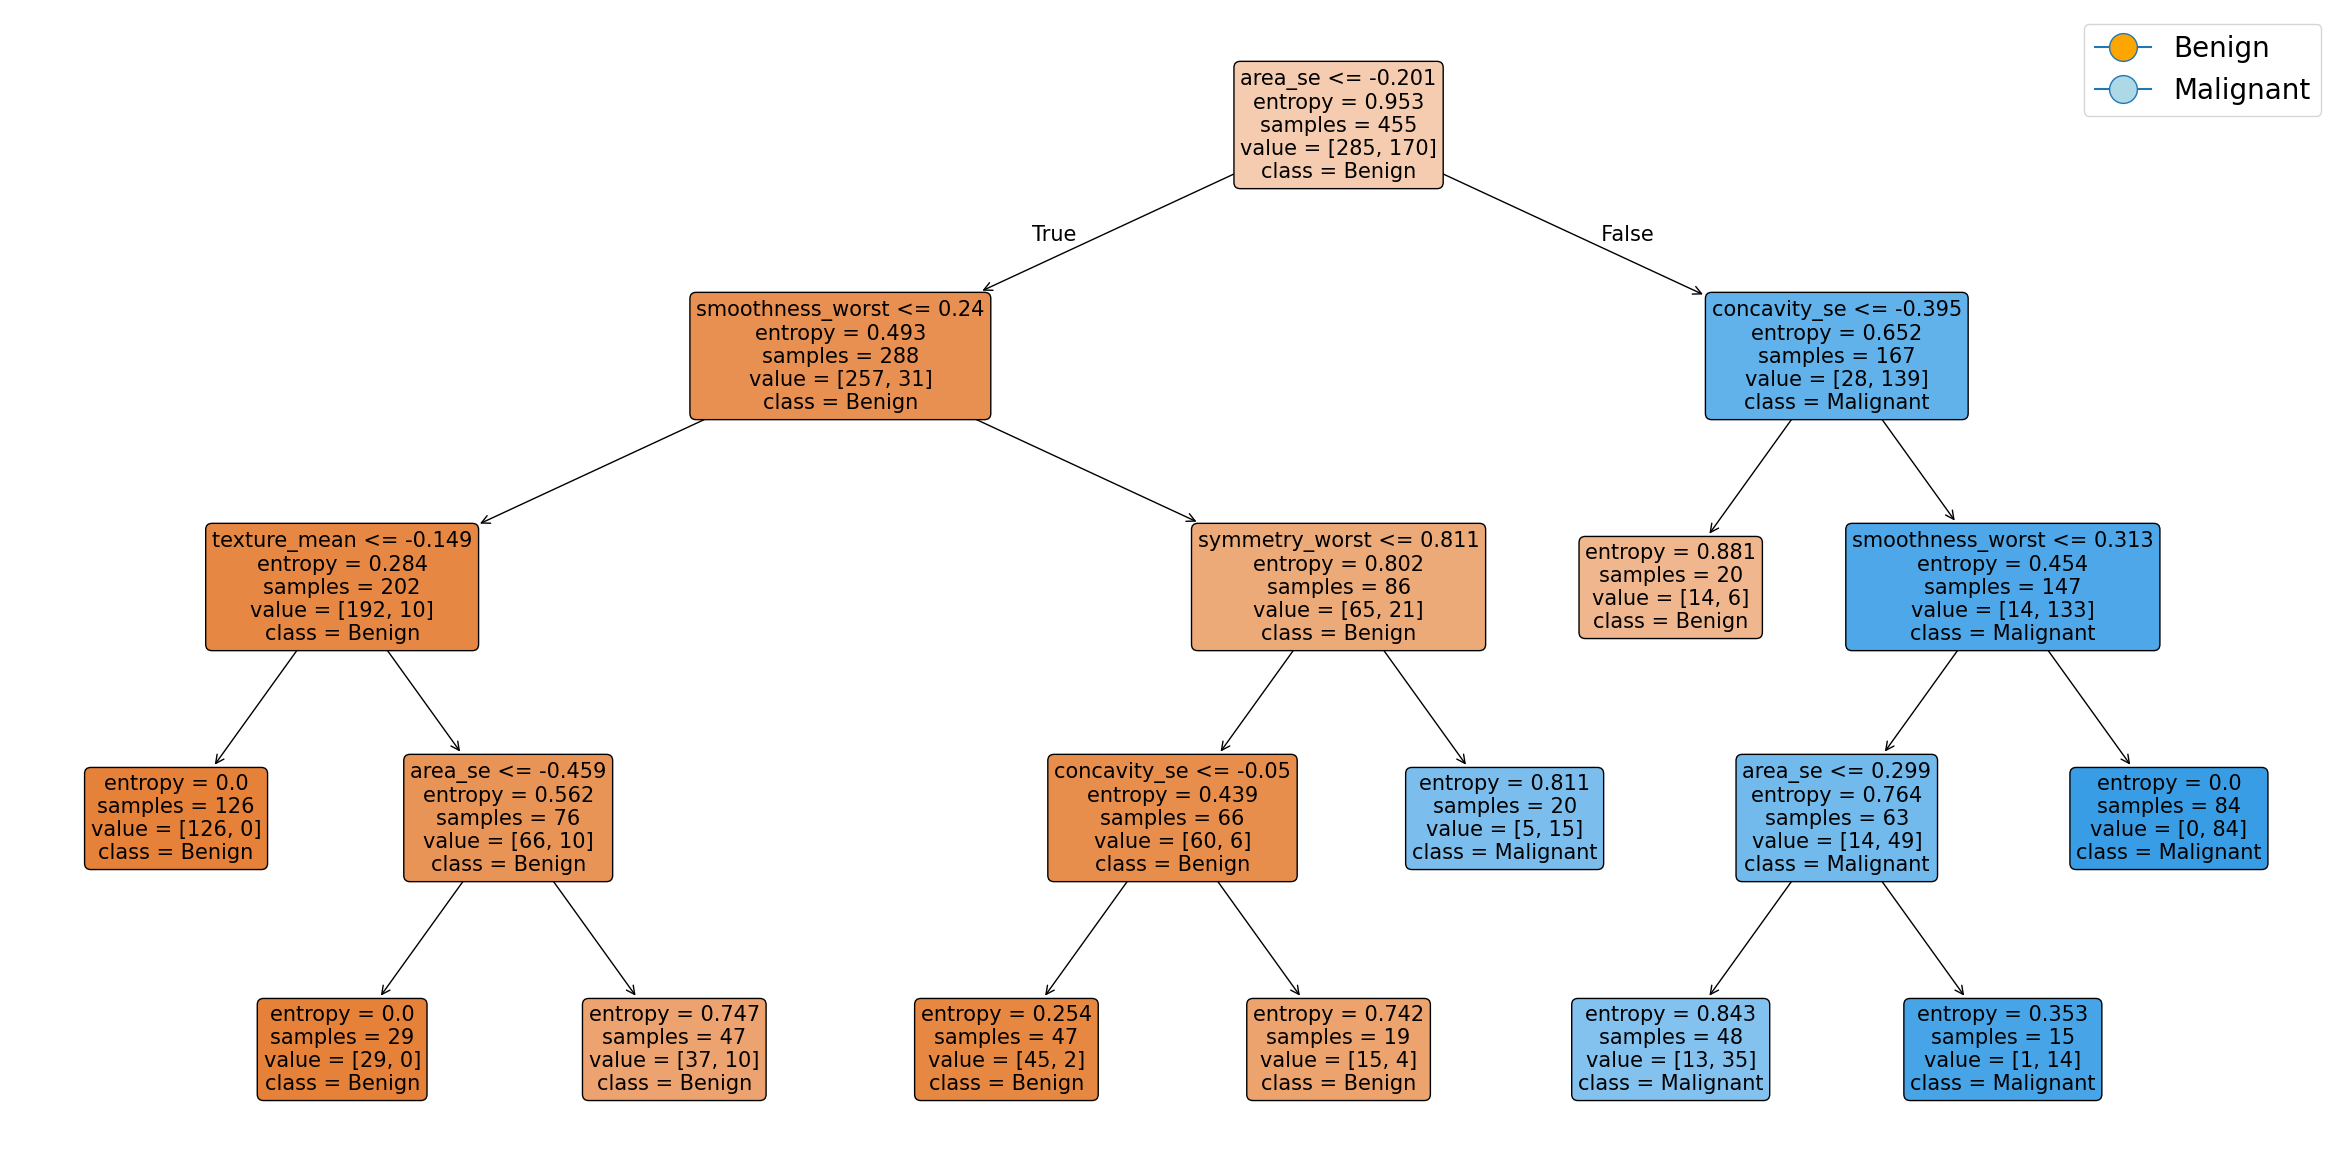 Benign
Malignant
area_se <= -0.201
entropy = 0.953
samples = 455
value = [285, 170]
class = Benign
True
False
smoothness_worst <= 0.24
entropy = 0.493
samples = 288
value = [257, 31]
class = Benign
concavity_se <= -0.395
entropy = 0.652
samples = 167
value = [28, 139]
class = Malignant
texture_mean <= -0.149
entropy = 0.284
samples = 202
value = [192, 10]
class = Benign
symmetry_worst <= 0.811
entropy = 0.802
samples = 86
value = [65, 21]
class = Benign
entropy = 0.881
samples = 20
value = [14, 6]
class = Benign
smoothness_worst <= 0.313
entropy = 0.454
samples = 147
value = [14, 133]
class = Malignant
entropy = 0.0
samples = 126
value = [126, 0]
class = Benign
area_se <= -0.459
entropy = 0.562
samples = 76
value = [66, 10]
class = Benign
concavity_se <= -0.05
entropy = 0.439
samples = 66
value = [60, 6]
class = Benign
entropy = 0.811
samples = 20
value = [5, 15]
class = Malignant
area_se <= 0.299
entropy = 0.764
samples = 63
value = [14, 49]
class = Malignant
entropy = 0.0
samples = 84
value = [0, 84]
class = Malignant
entropy = 0.0
samples = 29
value = [29, 0]
class = Benign
entropy = 0.747
samples = 47
value = [37, 10]
class = Benign
entropy = 0.254
samples = 47
value = [45, 2]
class = Benign
entropy = 0.742
samples = 19
value = [15, 4]
class = Benign
entropy = 0.843
samples = 48
value = [13, 35]
class = Malignant
entropy = 0.353
samples = 15
value = [1, 14]
class = Malignant